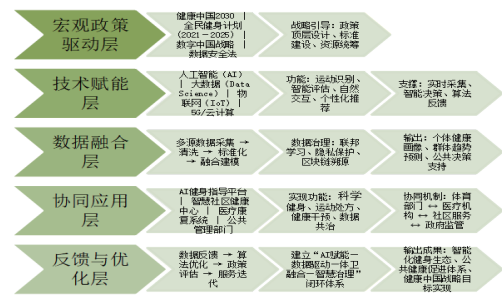 宏观政策
驱动层
健康中国2030 |
全民健身计划
(2021-2025) |
数字中国战略 |
数据安全法
战略引导：政策
顶层设计、标准
建设、资源统筹
技术赋能
层
人工智能（AI）
| 大数据（Data
Science） | 物
联网（IoT） |
5G/云计算
功能：运动识别、
智能评估、自然
交互、个性化推
荐
支撑：实时采集、
智能决策、算法
反馈
数据融合
层
多源数据采集 →
清洗 → 标准化
→ 融合建模
数据治理：联邦
学习、隐私保护、
区块链溯源
输出：个体健康
画像、群体趋势
预测、公共决策
支持
协同应用
层
AI健身指导平台
| 智慧社区健康
中心 | 医疗康
复系统 | 公共
管理部门
实现功能：科学
健身、运动处方、
健康干预、数据
共治
协同机制：体育
部门 ↔ 医疗机
构 ↔ 社区服务
↔ 政府监管
反馈与优
化层
数据反馈 → 算
法优化 → 政策
评估 → 服务迭
代
建立“AI赋能—
数据驱动—体卫
融合—智慧治理”
闭环体系
输出成果：智能
化健身生态、公
共健康促进体系、
健康中国战略目
标实现